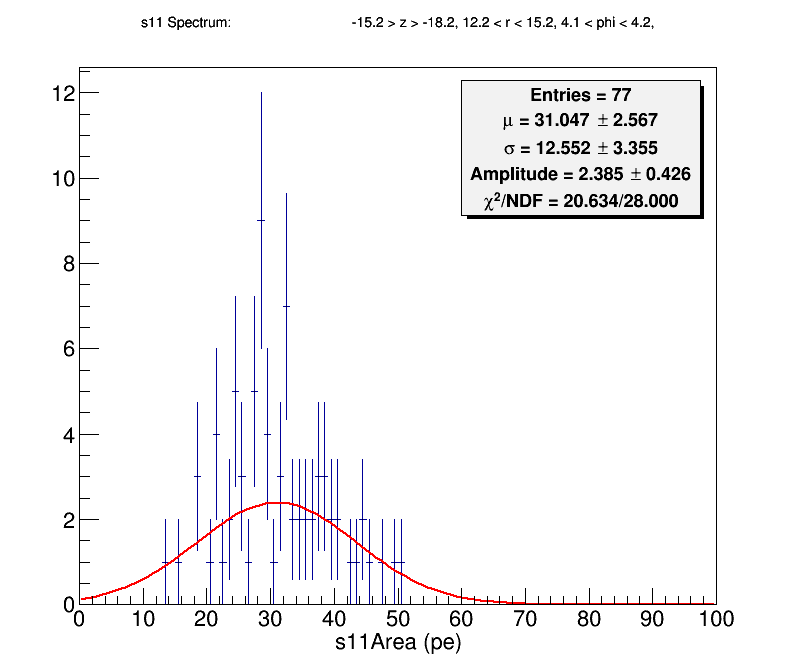 s11 Spectrum: -15.2 > z > -18.2, 12.2 < r < 15.2, 4.1 < phi < 4.2,
Entries = 77
μ = 31.047 ± 2.567
σ = 12.552 ± 3.355
Amplitude = 2.385 ± 0.426
χ²/NDF = 20.634/28.000
12
10
8
6
4
2
0
0 10 20 30 40 50 60 70 80 90 100
s11Area (pe)